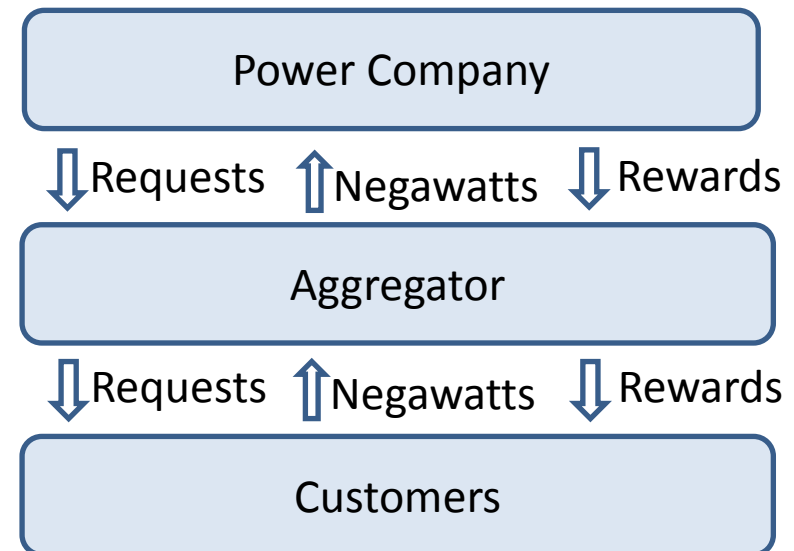 Power Company
Requests Negawatts Rewards
Aggregator
Requests Negawatts Rewards
Customers